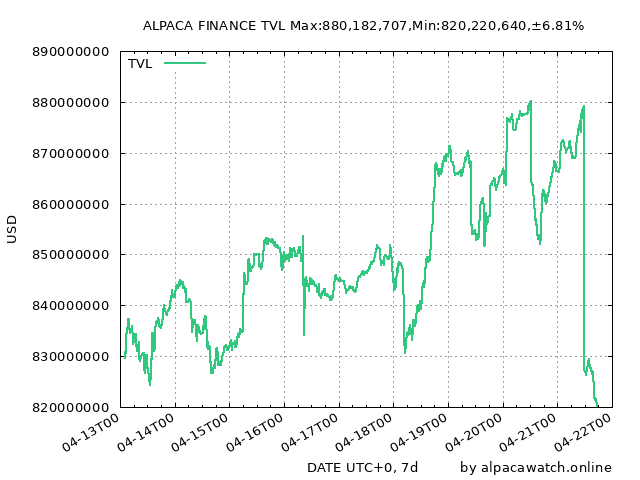 ALPACA FINANCE TVL Max:880,182,707,Min:820,220,640,±6.81%
890000000
TVL
880000000
870000000
860000000
850000000
840000000
830000000
820000000
USD
04-13T00
04-14T00
04-15T00
04-16T00
04-17T00
04-18T00
04-19T00
04-20T00
04-21T00
04-22T00
DATE UTC+0, 7d
by alpacawatch.online